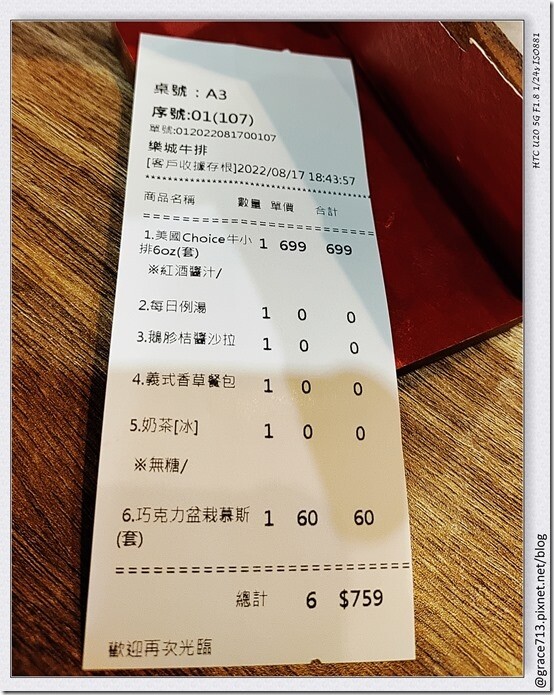 桌號：A3
序號:01(107)
單號:012022081700107
樂城牛排
[客戶收據存根]2022/08/17 18:43:57
****************************************
商品名稱 數量 單價 合計
================================
1.美國Choice牛小 1 699 699
排6oz(套)
※紅酒醬汁/
2.每日例湯 1 0 0
3.鵝肝桔醬沙拉 1 0 0
4.義式香草餐包 1 0 0
5.奶茶[冰] 1 0 0
※無糖/
6.巧克力盆栽慕斯 1 60 60
(套)
================================
總計 6 $759
歡迎再次光臨
HTC U20 5G F1.8 1/24s ISO881
@grace713.pixnet.net/blog